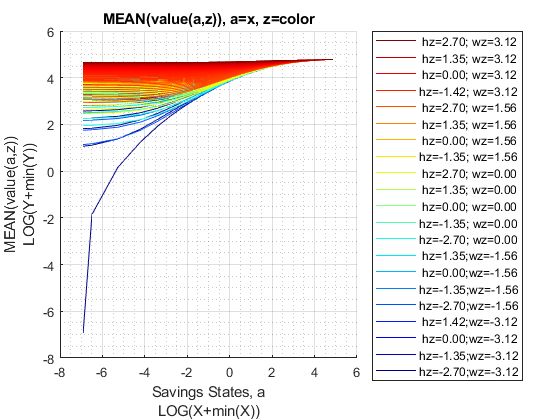 MEAN(value(a,z)), a=x, z=color
6
4
2
0
-2
-4
-6
-8
MEAN(value(a,z))
LOG(Y+min(Y))
-8
-6
-4
-2
0
2
4
6
Savings States, a
LOG(X+min(X))
hz=2.70; wz=3.12
hz=1.35; wz=3.12
hz=0.00; wz=3.12
hz=-1.42; wz=3.12
hz=2.70; wz=1.56
hz=1.35; wz=1.56
hz=0.00; wz=1.56
hz=-1.35; wz=1.56
hz=2.70; wz=0.00
hz=1.35; wz=0.00
hz=0.00; wz=0.00
hz=-1.35; wz=0.00
hz=-2.70; wz=0.00
hz=1.35;wz=-1.56
hz=0.00;wz=-1.56
hz=-1.35;wz=-1.56
hz=-2.70;wz=-1.56
hz=1.42;wz=-3.12
hz=0.00;wz=-3.12
hz=-1.35;wz=-3.12
hz=-2.70;wz=-3.12